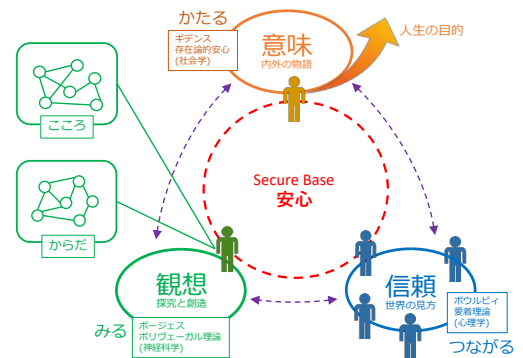 かたる
ギデンス
存在論的安心
(社会学)
意味
内外の物語
人生の目的
こころ
からだ
Secure Base
安心
観想
探究と創造
みる
ポージェス
ポリヴェーガル理論
(神経科学)
信頼
世界の見方
ボウルビィ
愛着理論
(心理学)
つながる